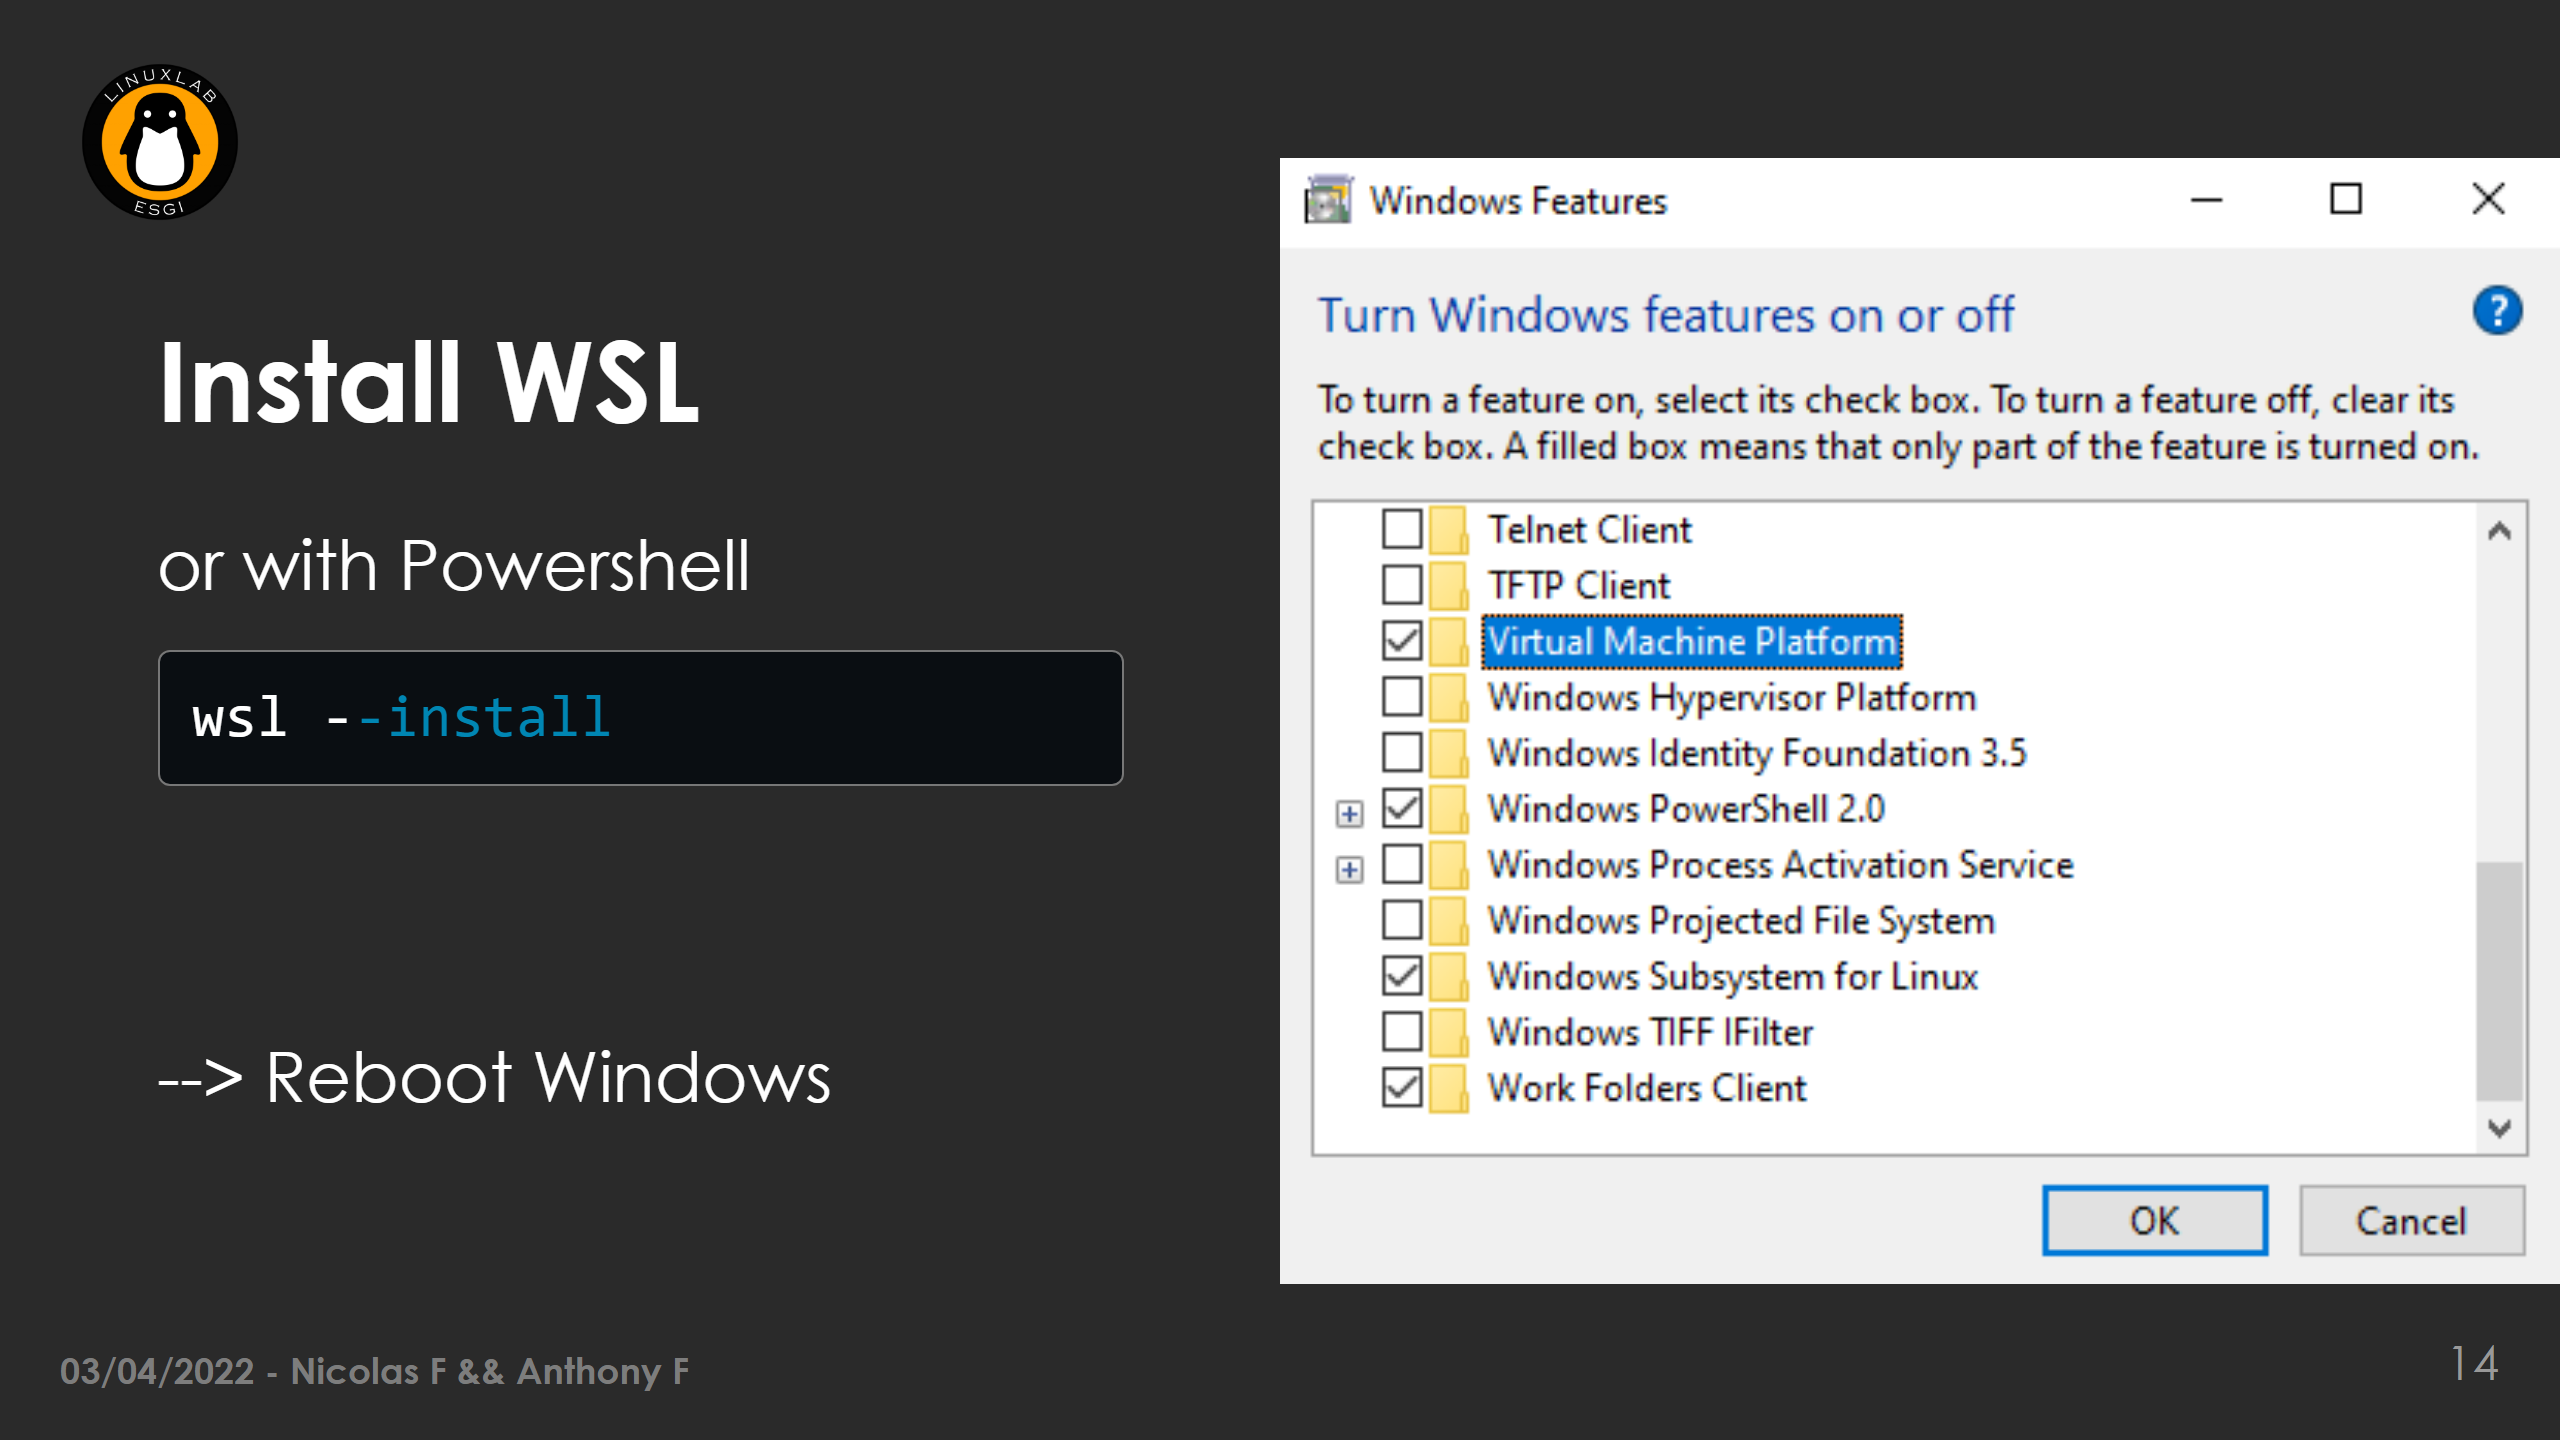 LINUXLAB
ESGI
Install WSL
or with Powershell
wsl --install
--> Reboot Windows
Windows Features
Turn Windows features on or off
?
To turn a feature on, select its check box. To turn a feature off, clear its
check box. A filled box means that only part of the feature is turned on.
Telnet Client
TFTP Client
Virtual Machine Platform
Windows Hypervisor Platform
Windows Identity Foundation 3.5
Windows PowerShell 2.0
Windows Process Activation Service
Windows Projected File System
Windows Subsystem for Linux
Windows TIFF IFilter
Work Folders Client
OK
Cancel
03/04/2022 - Nicolas F && Anthony F
14